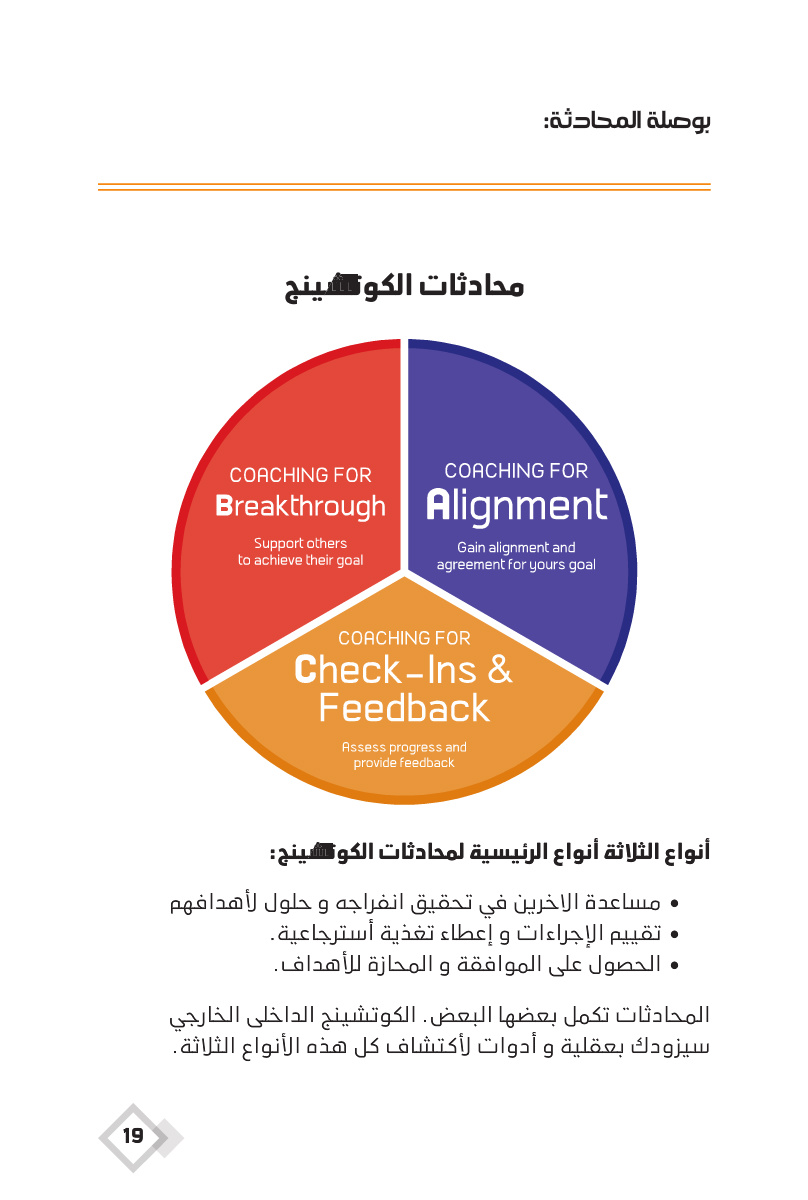 بوصلة المحادثة:
محادثات الكوتشينج
COACHING FOR
Breakthrough
Support others
to achieve their goal
COACHING FOR
Alignment
Gain alignment and
agreement for yours goal
COACHING FOR
Check-Ins &
Feedback
Assess progress and
provide feedback
أنواع الثلاثة أنواع الرئيسية لمحادثات الكوتشينج:
• مساعدة الاخرين في تحقيق انفراجه و حلول لأهدافهم
• تقييم الإجراءات و إعطاء تغذية أسترجاعية.
• الحصول على الموافقة و المحازة للأهداف.
المحادثات تكمل بعضها البعض. الكوتشينج الداخلى الخارجي
سيزودك بعقلية و أدوات لأكتشاف كل هذه الأنواع الثلاثة.
19